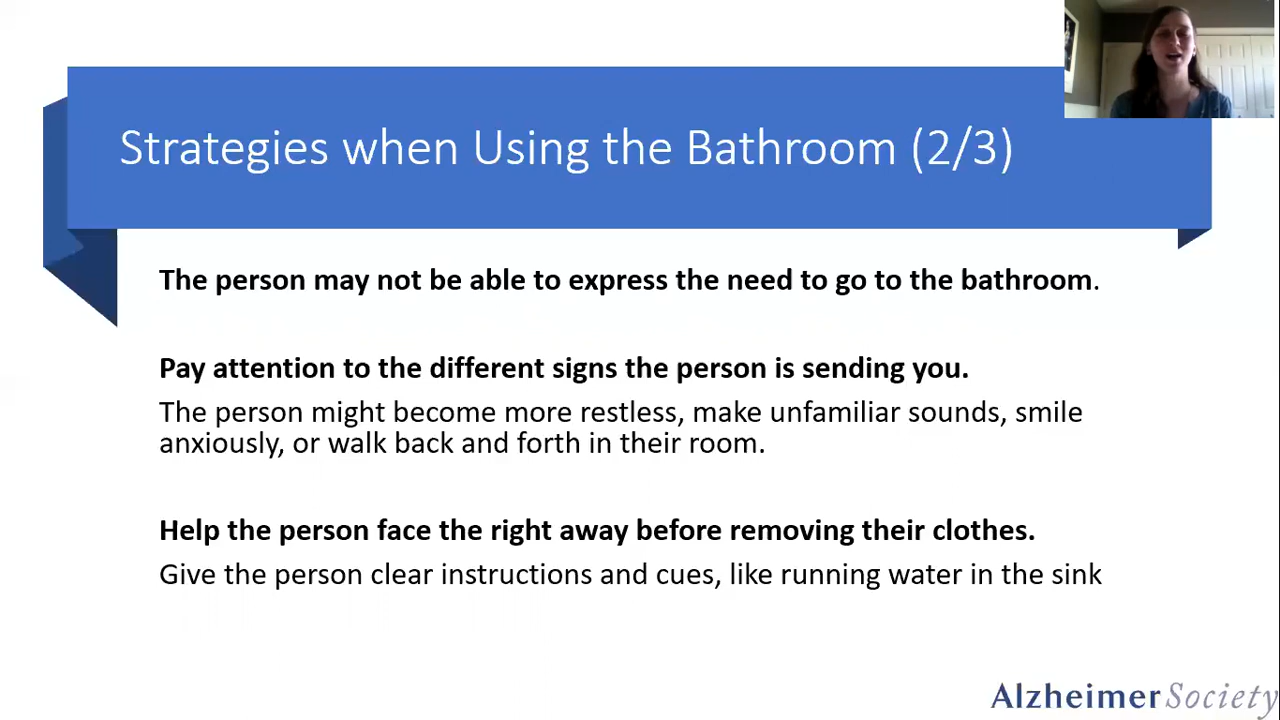 Strategies when Using the Bathroom (2/3)
The person may not be able to express the need to go to the bathroom.
Pay attention to the different signs the person is sending you.
The person might become more restless, make unfamiliar sounds, smile
anxiously, or walk back and forth in their room.
Help the person face the right away before removing their clothes.
Give the person clear instructions and cues, like running water in the sink
Alzheimer Society